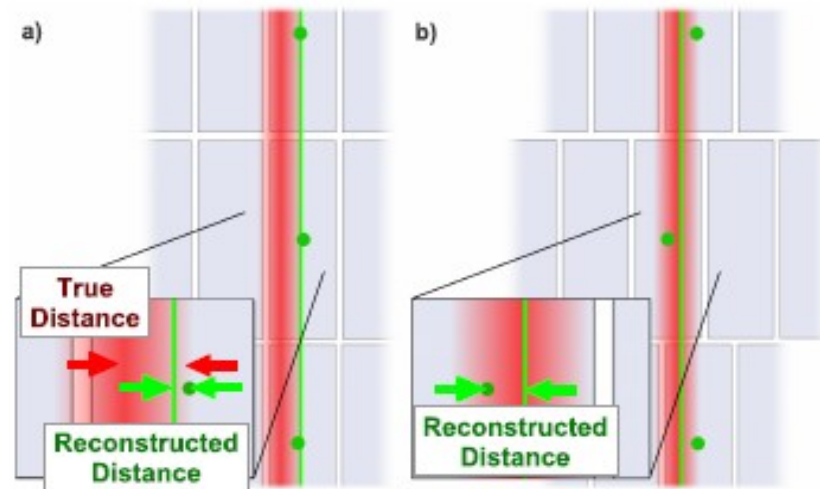 a)
True
Distance
Reconstructed
Distance
b)
Reconstructed
Distance